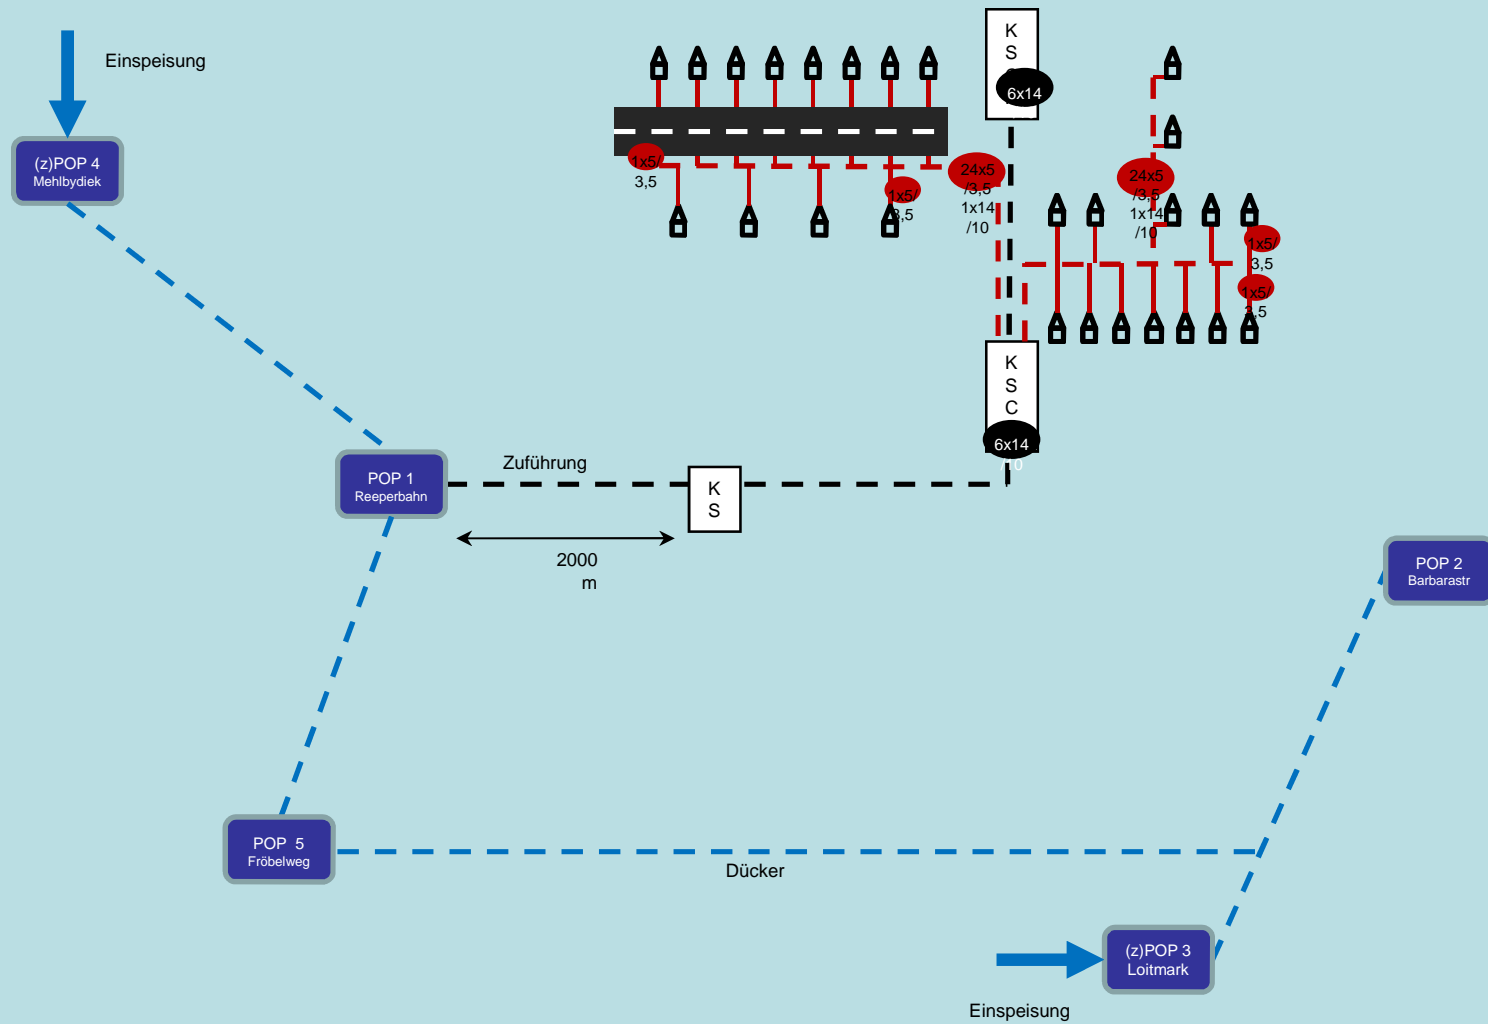 Einspeisung
(z)POP 4
Mehlbydiek
K
S
6x14
1x5/
3,5
1x5/
3,5
24x5
/3,5
1x14
/10
24x5
/3,5
1x14
/10
1x5/
3,5
1x5/
3,5
K
S
C
6x14
/10
POP 1
Reeperbahn
Zuführung
K
S
2000
m
POP 2
Barbarastr
POP 5
Fröbelweg
Dücker
(z)POP 3
Loitmark
Einspeisung